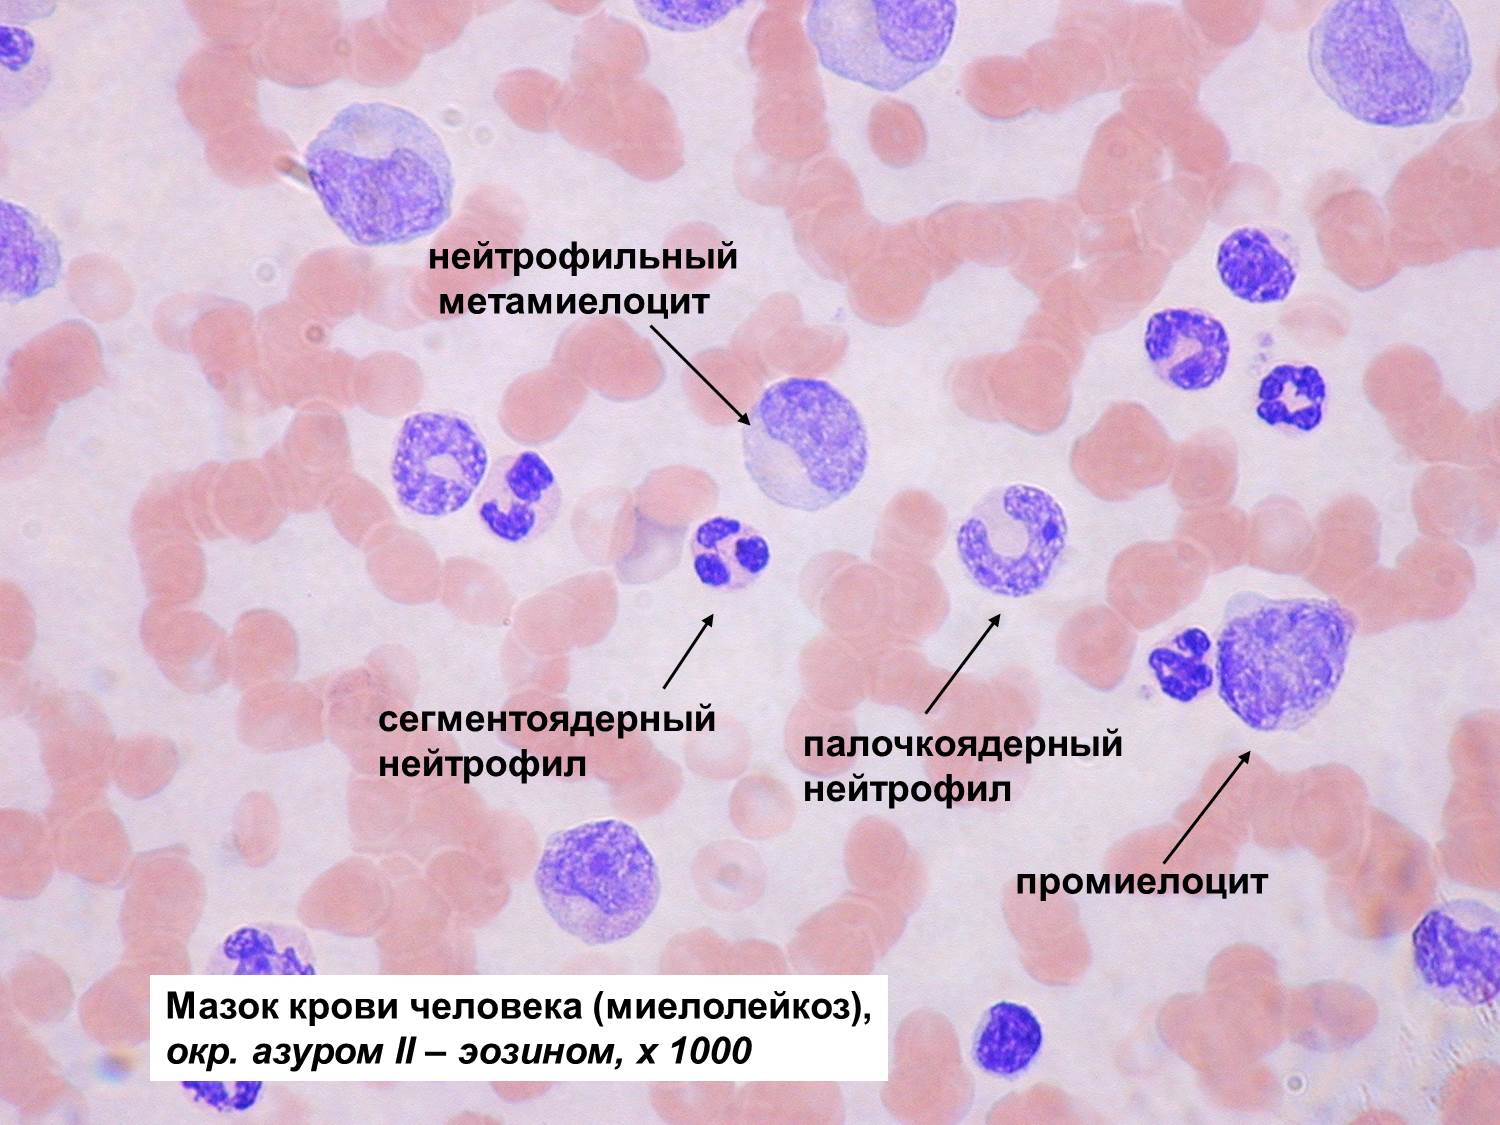 нейтрофильный
метамиелоцит
сегментоядерный
нейтрофил
палочкоядерный
нейтрофил
промиелоцит
Мазок крови человека (миелолейкоз),
окр. азуром II – эозином, х 1000